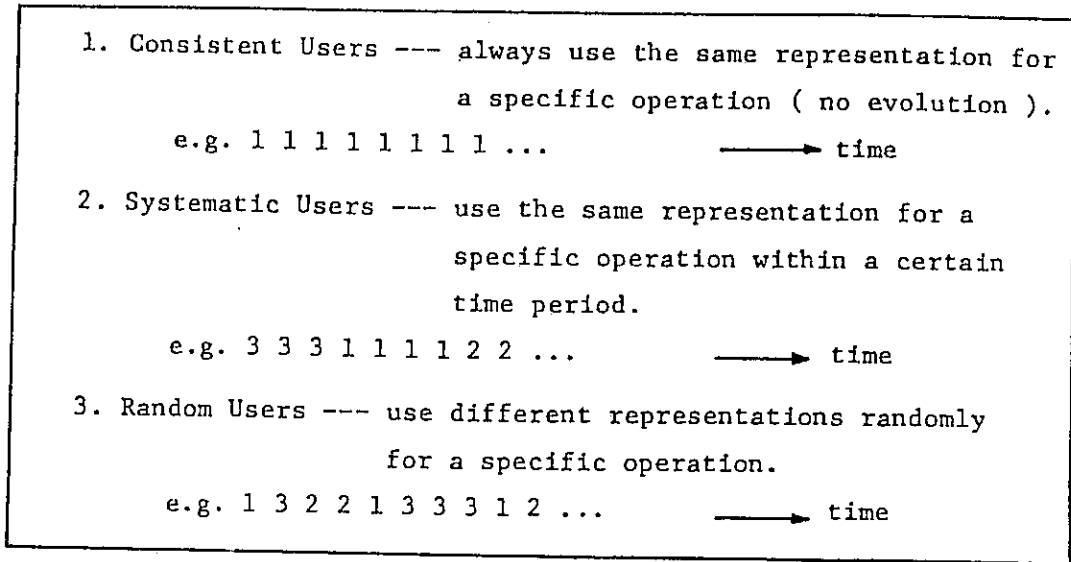 1. Consistent Users --- always use the same representation for
a specific operation ( no evolution ).
e.g. 1 1 1 1 1 1 1 1 ... time
2. Systematic Users --- use the same representation for a
specific operation within a certain
time period.
e.g. 3 3 3 1 1 1 1 2 2 ... time
3. Random Users --- use different representations randomly
for a specific operation.
e.g. 1 3 2 2 1 3 3 3 1 2 ... time